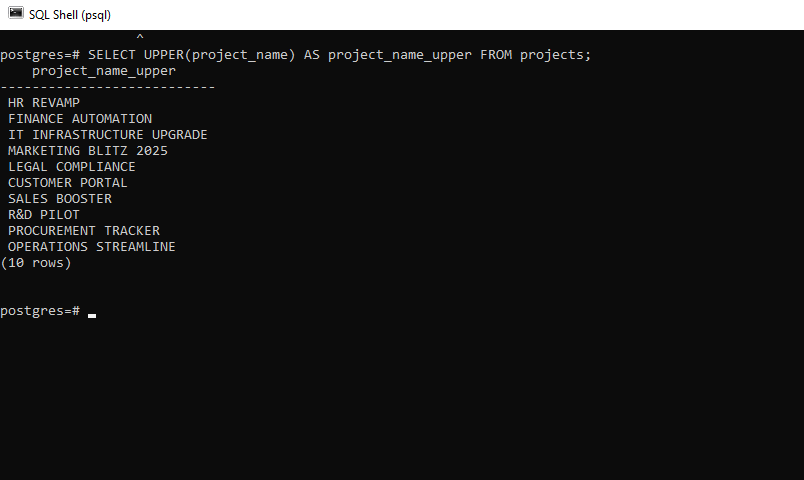 SQL Shell (psql)
^
postgres=# SELECT UPPER(project_name) AS project_name_upper FROM projects;
    project_name_upper
---------------------------
 HR REVAMP
 FINANCE AUTOMATION
 IT INFRASTRUCTURE UPGRADE
 MARKETING BLITZ 2025
 LEGAL COMPLIANCE
 CUSTOMER PORTAL
 SALES BOOSTER
 R&D PILOT
 PROCUREMENT TRACKER
 OPERATIONS STREAMLINE
(10 rows)
postgres=#